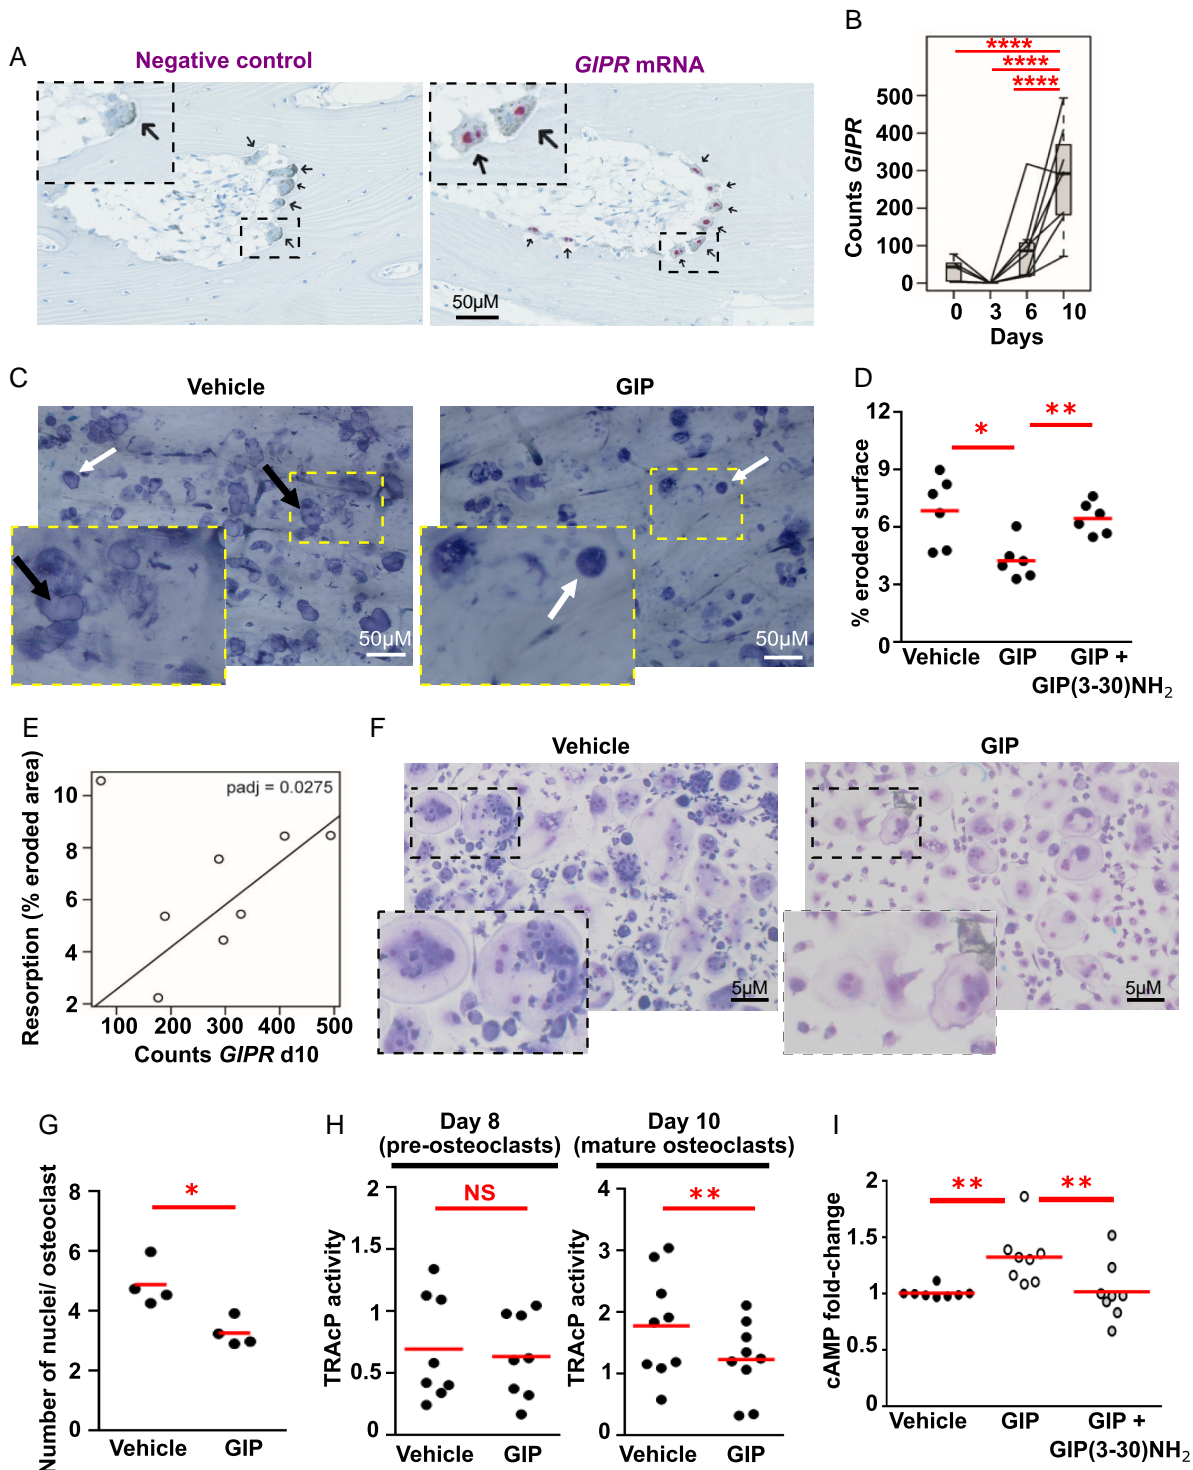 A
Negative control
GIPR mRNA
50µM
B
****
****
****
500
400
300
200
100
0
Counts GIPR
0 3 6 10
Days
C
Vehicle
GIP
50µM
50µM
D
12
9
6
3
0
% eroded surface
* **
Vehicle GIP GIP +
GIP(3-30)NH₂
E
padj = 0.0275
10
8
6
4
2
Resorption (% eroded area)
100 200 300 400 500
Counts GIPR d10
F
Vehicle
GIP
5µM
5µM
G
8
6
4
2
0
Number of nuclei/ osteoclast
*
Vehicle GIP
H
Day 8
(pre-osteoclasts)
2
1.5
1
0.5
0
TRAcP activity
NS
Vehicle GIP
Day 10
(mature osteoclasts)
4
3
2
1
0
TRAcP activity
**
Vehicle GIP
I
2
1.5
1
0.5
0
cAMP fold-change
** **
Vehicle GIP GIP +
GIP(3-30)NH₂